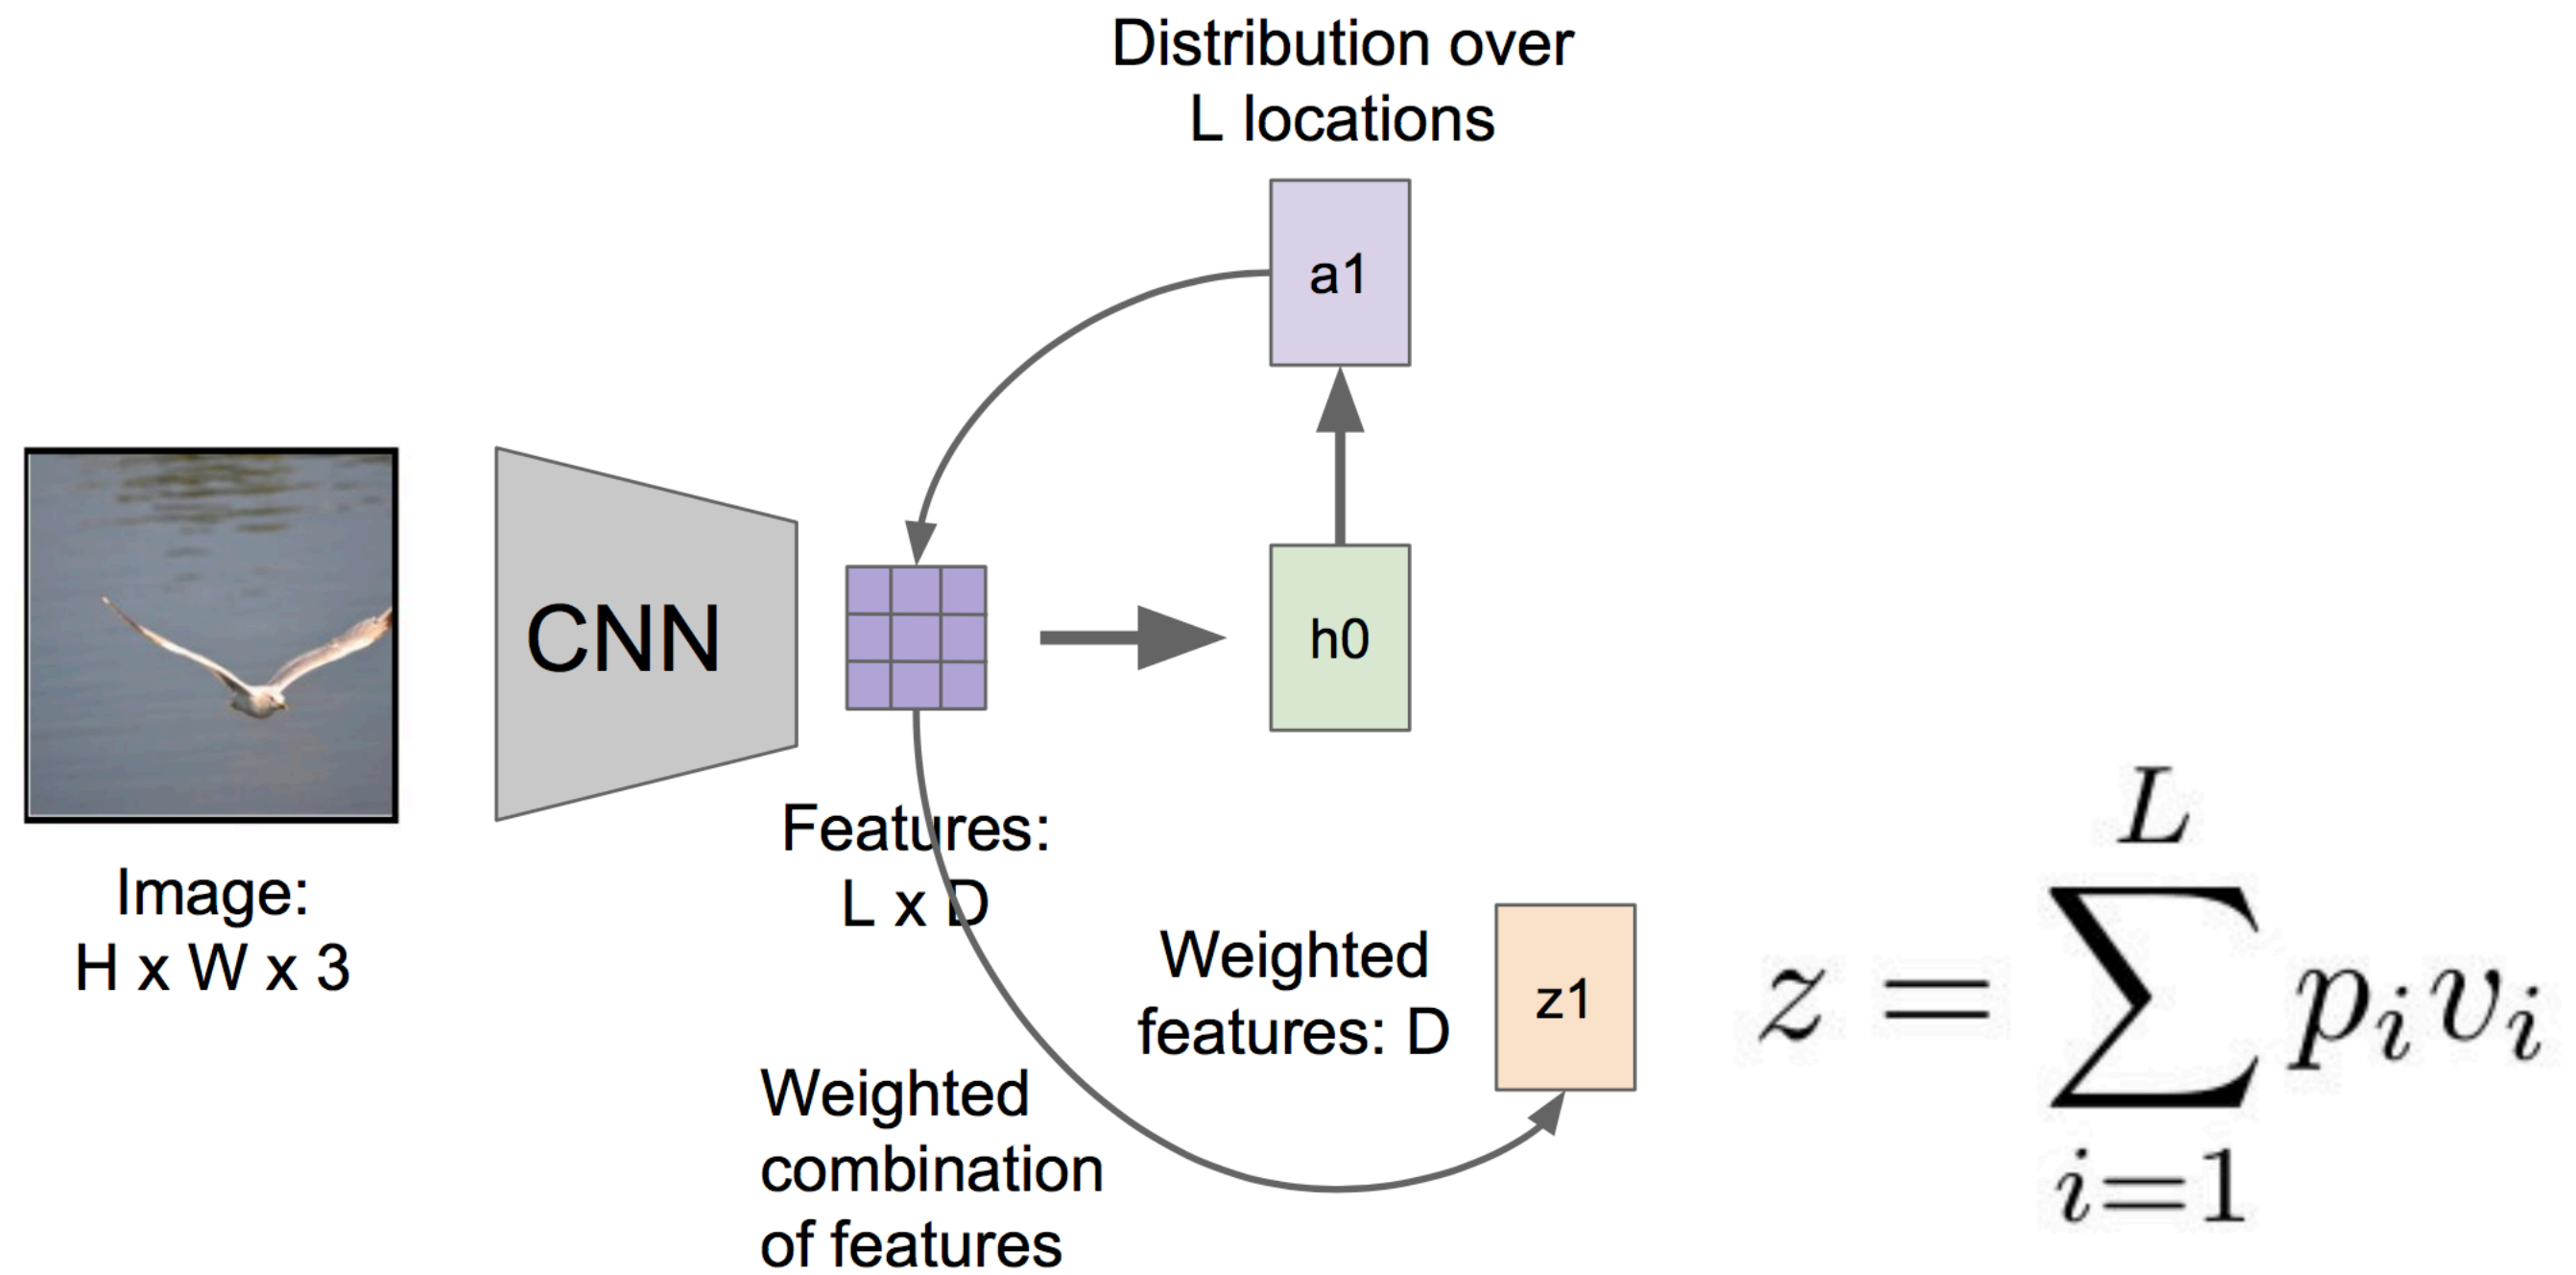 Distribution over
L locations
a1
CNN
h0
Features:
L x D
Image:
H x W x 3
Weighted
features: D
z1
Weighted
combination
of features
z = \sum_{i=1}^{L} p_i v_i